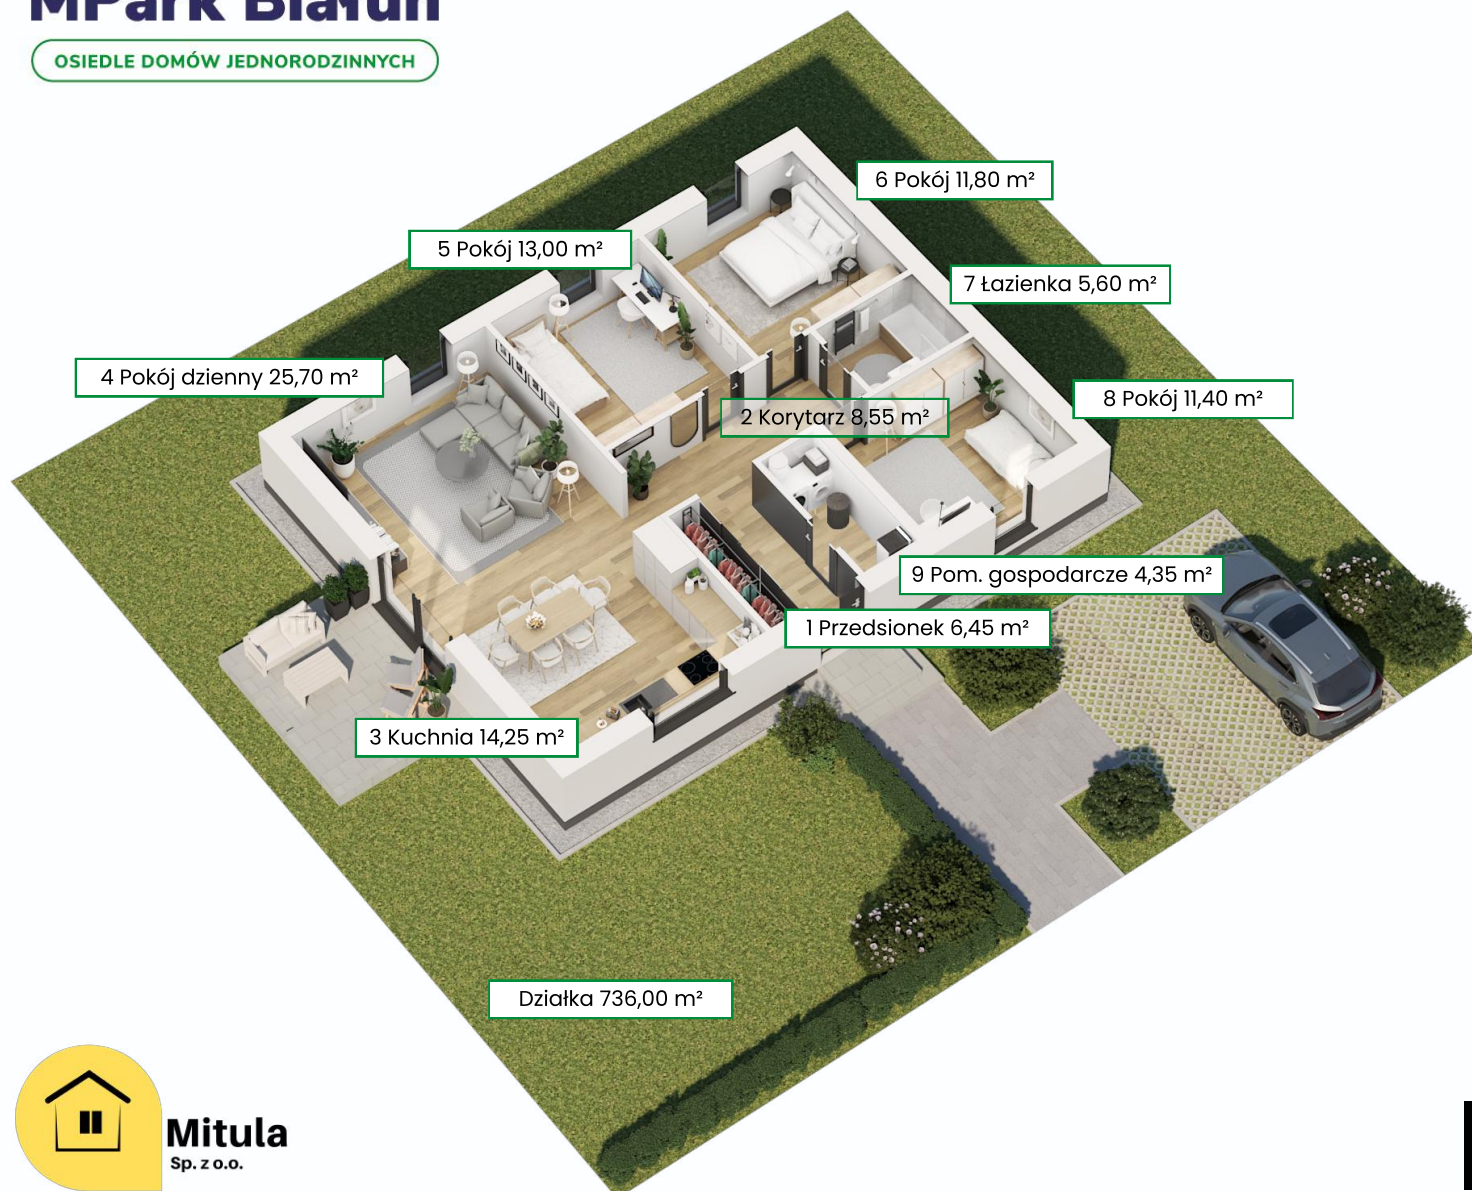 MPark Białuń
OSIEDLE DOMÓW JEDNORODZINNYCH
6 Pokój 11,80 m²
5 Pokój 13,00 m²
7 Łazienka 5,60 m²
4 Pokój dzienny 25,70 m²
8 Pokój 11,40 m²
2 Korytarz 8,55 m²
9 Pom. gospodarcze 4,35 m²
1 Przedsionek 6,45 m²
3 Kuchnia 14,25 m²
Działka 736,00 m²
Mitula
Sp. z o.o.